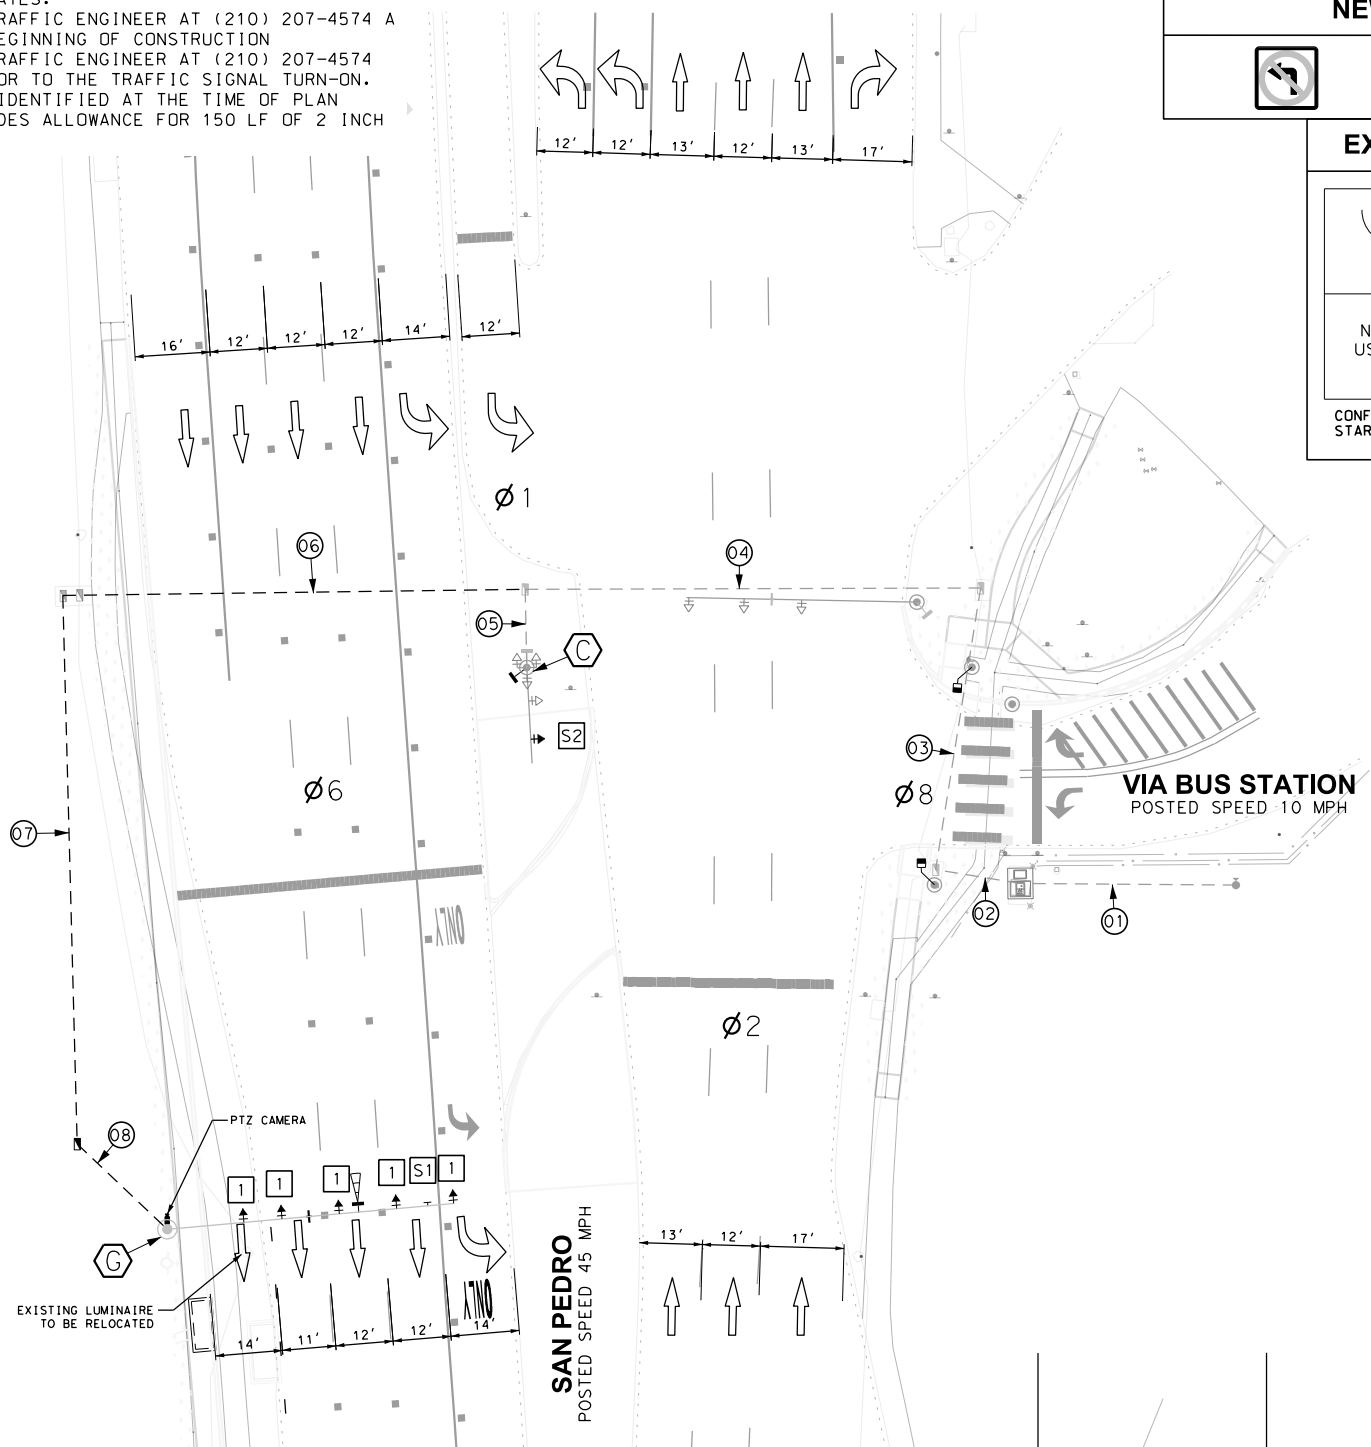 RAFFIC ENGINEER AT (210) 207-4574 A
EGINNING OF CONSTRUCTION
RAFFIC ENGINEER AT (210) 207-4574
OR TO THE TRAFFIC SIGNAL TURN-ON.
IDENTIFIED AT THE TIME OF PLAN
DES ALLOWANCE FOR 150 LF OF 2 INCH
NEW
EX
N
US
CONF
STAR
12' 12' 13' 12' 13' 17'
16' 12' 12' 12' 14' 12'
Ø1
06
04
05
C
S2
03
Ø6
Ø8
VIA BUS STATION
POSTED SPEED 10 MPH
07
02
01
ONLY
Ø2
PTZ CAMERA
08
1 1 1 1 S1 1
G
EXISTING LUMINAIRE
TO BE RELOCATED
ONLY
14' 11' 12' 12' 14'
SAN PEDRO
POSTED SPEED 45 MPH
13' 12' 17'